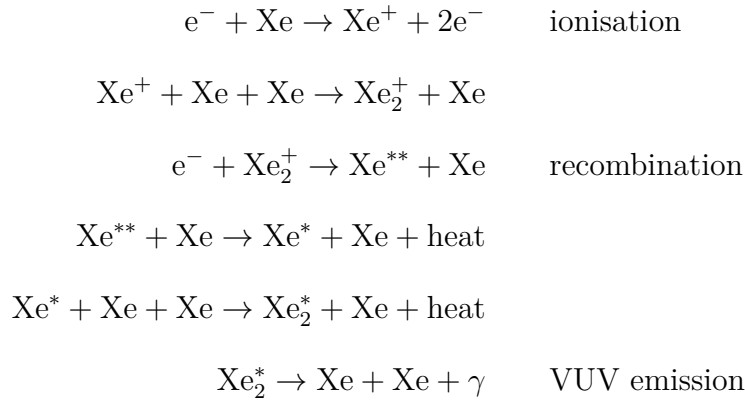 e⁻ + Xe → Xe⁺ + 2e⁻ ionisation
Xe⁺ + Xe + Xe → Xe₂⁺ + Xe
e⁻ + Xe₂⁺ → Xe** + Xe recombination
Xe** + Xe → Xe* + Xe + heat
Xe* + Xe + Xe → Xe₂* + Xe + heat
Xe₂* → Xe + Xe + γ VUV emission